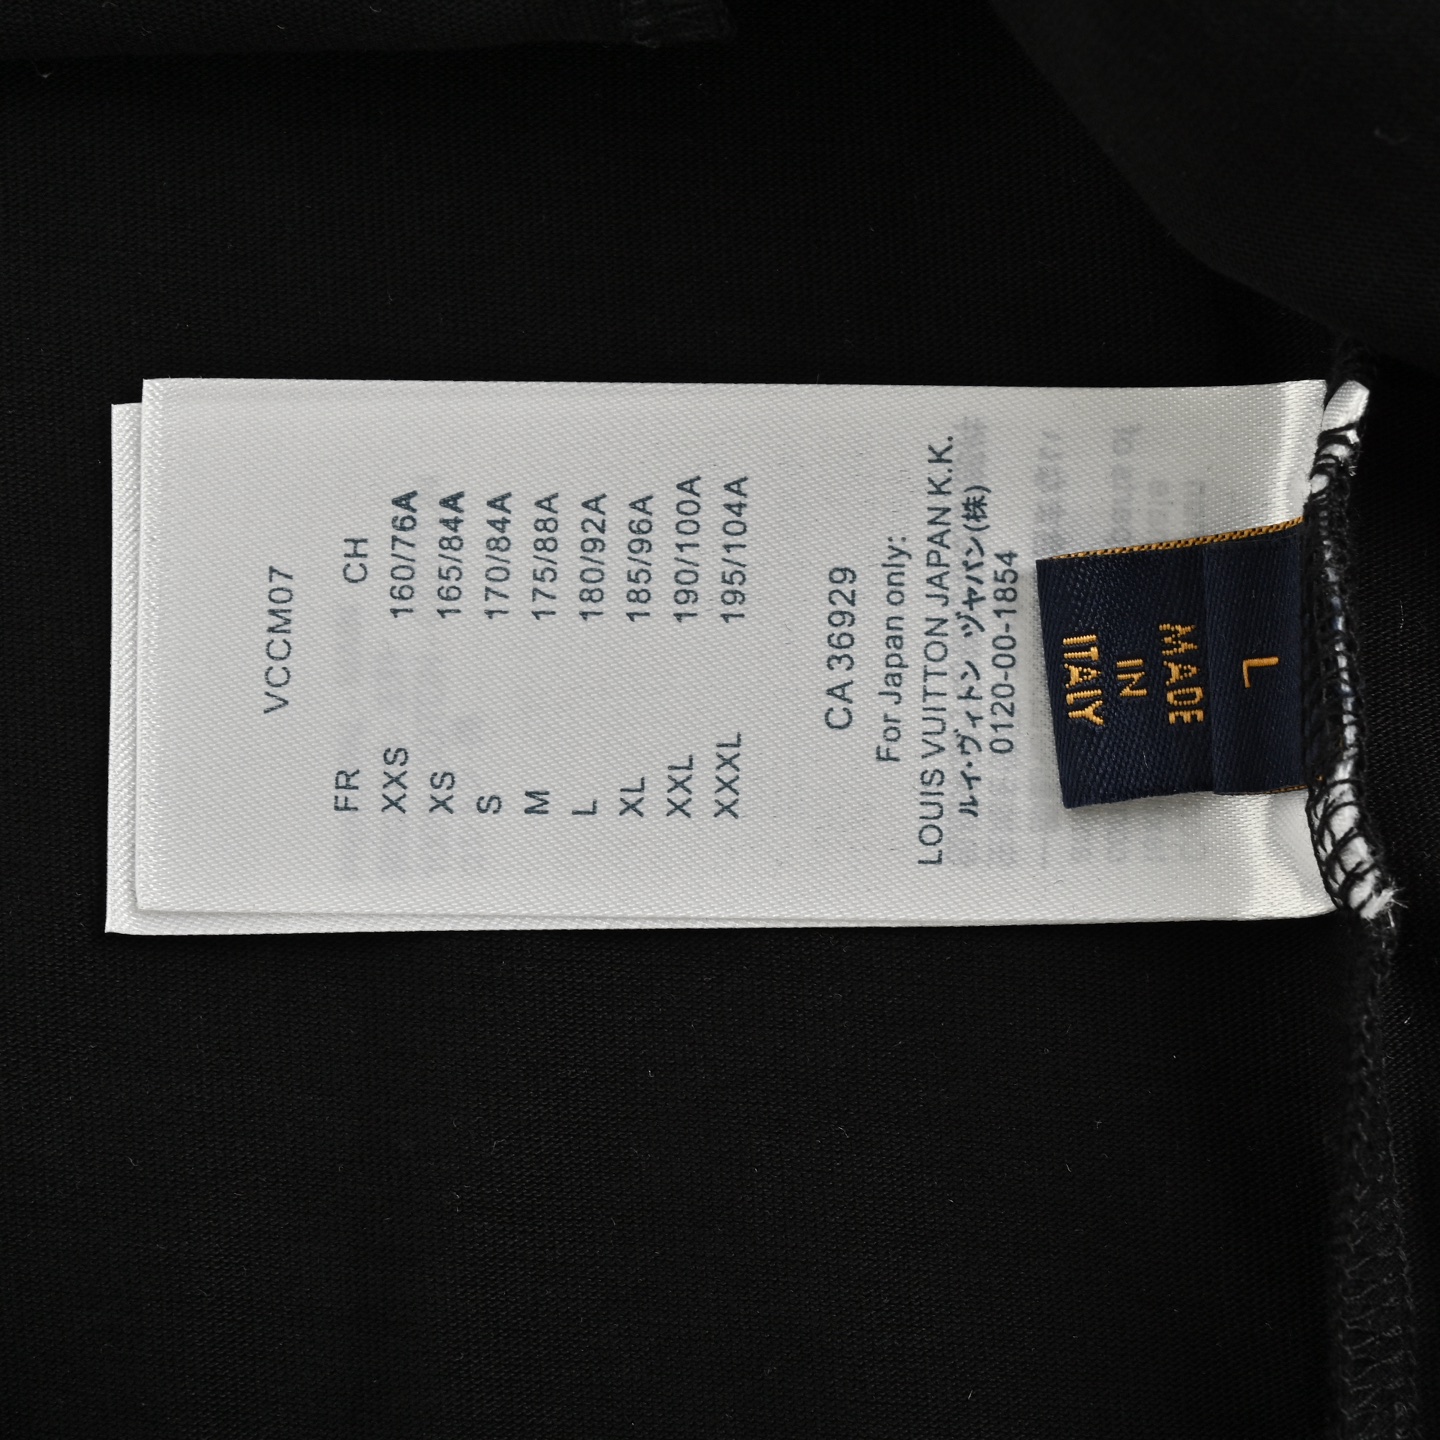 VCCM07
FR CH
XXS 160/76A
XS 165/84A
S 170/84A
M 175/88A
L 180/92A
XL 185/96A
XXL 190/100A
XXXL 195/104A
CA 36929
For Japan only:
LOUIS VUITTON JAPAN K.K.
ルイ・ヴィトン ヅャパン(株)
0120-00-1854
L
MADE
IN
ITALY